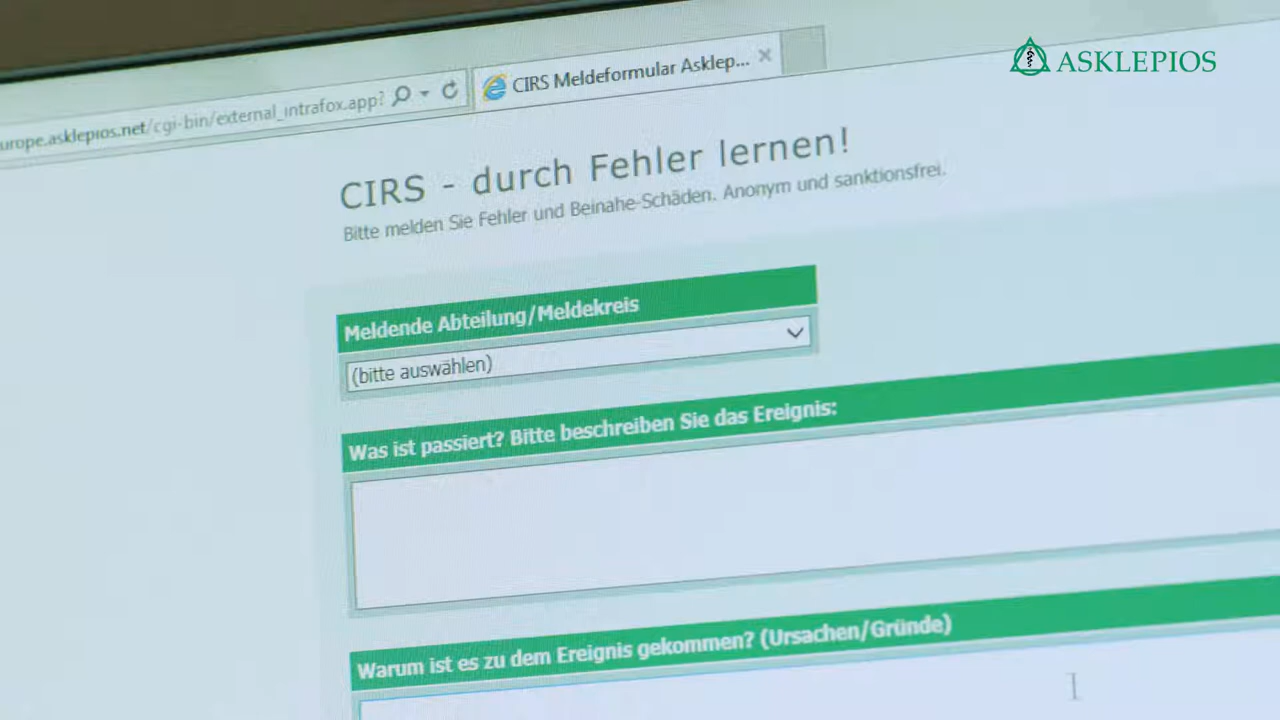 ASKLEPIOS
urope.asklepios.net/cgi-bin/external_intrafox.app?
CIRS Meldeformular Asklep...
CIRS - durch Fehler lernen!
Bitte melden Sie Fehler und Beinahe-Schäden. Anonym und sanktionsfrei.
Meldende Abteilung/Meldekreis
(bitte auswählen)
Was ist passiert? Bitte beschreiben Sie das Ereignis:
Warum ist es zu dem Ereignis gekommen? (Ursachen/Gründe)